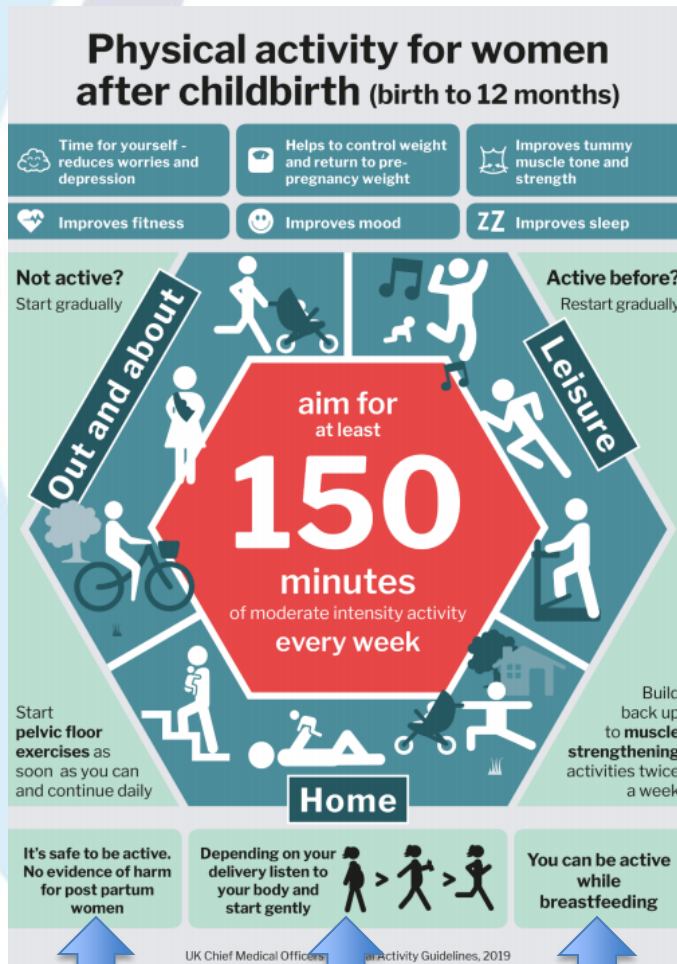 Physical activity for women
after childbirth (birth to 12 months)
Time for yourself -
reduces worries and
depression
Helps to control weight
and return to pre-
pregnancy weight
Improves tummy
muscle tone and
strength
Improves fitness
Improves mood
ZZ Improves sleep
Not active?
Start gradually
Active before?
Restart gradually
Out and about
Leisure
aim for
at least
150
minutes
of moderate intensity activity
every week
Start
pelvic floor
exercises as
soon as you can
and continue daily
Build
back up
to muscle
strengthening
activities twice
a week
Home
It's safe to be active.
No evidence of harm
for post partum
women
Depending on your
delivery listen to
your body and
start gently
> >
You can be active
while
breastfeeding
UK Chief Medical Officers Activity Guidelines, 2019